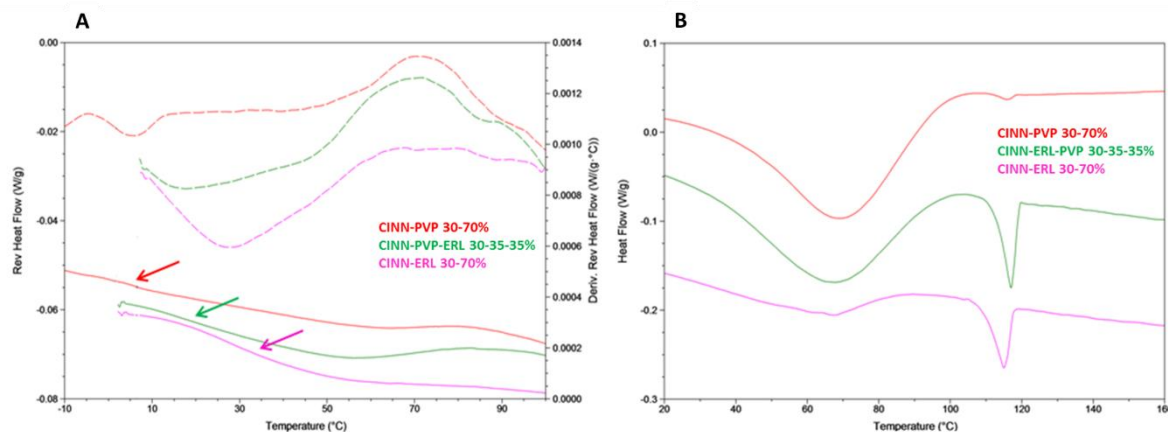 A
B
0.00
-0.02
-0.04
-0.06
-0.08
Rev Heat Flow (W/g)
0.0014
0.0012
0.0010
0.0008
0.0006
0.0004
0.0002
0.0000
Deriv. Rev Heat Flow (W/(g·°C))
CINN-PVP 30-70%
CINN-PVP-ERL 30-35-35%
CINN-ERL 30-70%
-10 10 30 50 70 90
Temperature (°C)
0.1
0.0
-0.1
-0.2
-0.3
Heat Flow (W/g)
CINN-PVP 30-70%
CINN-ERL-PVP 30-35-35%
CINN-ERL 30-70%
20 40 60 80 100 120 140 160
Temperature (°C)